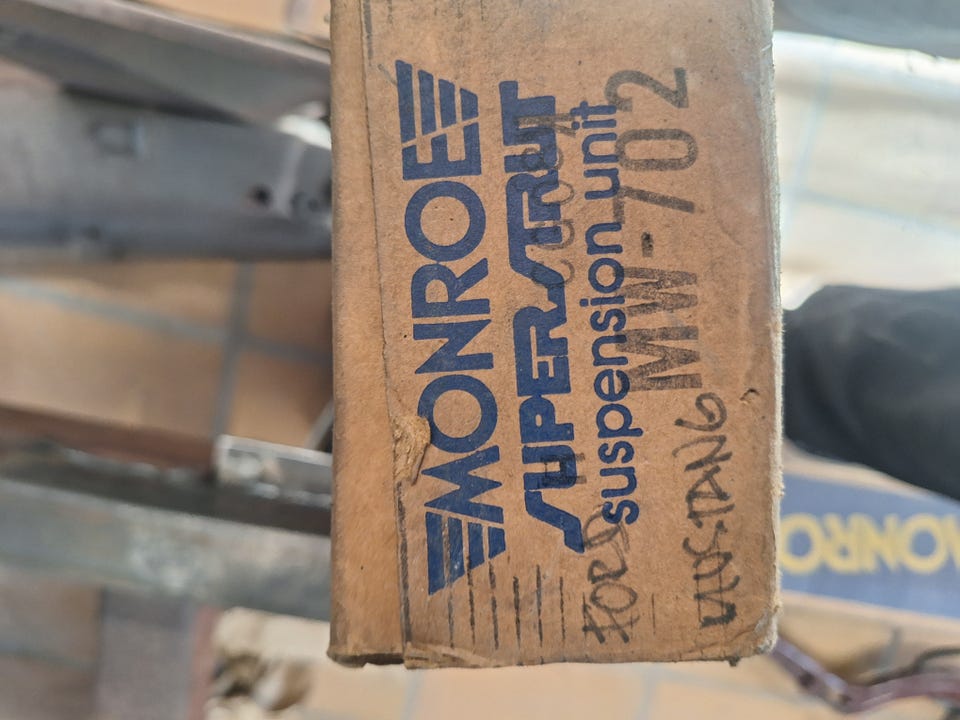 MONROE
SUPER STRUT
suspension unit
MW-702
FORD
MUSTANG
MONRO